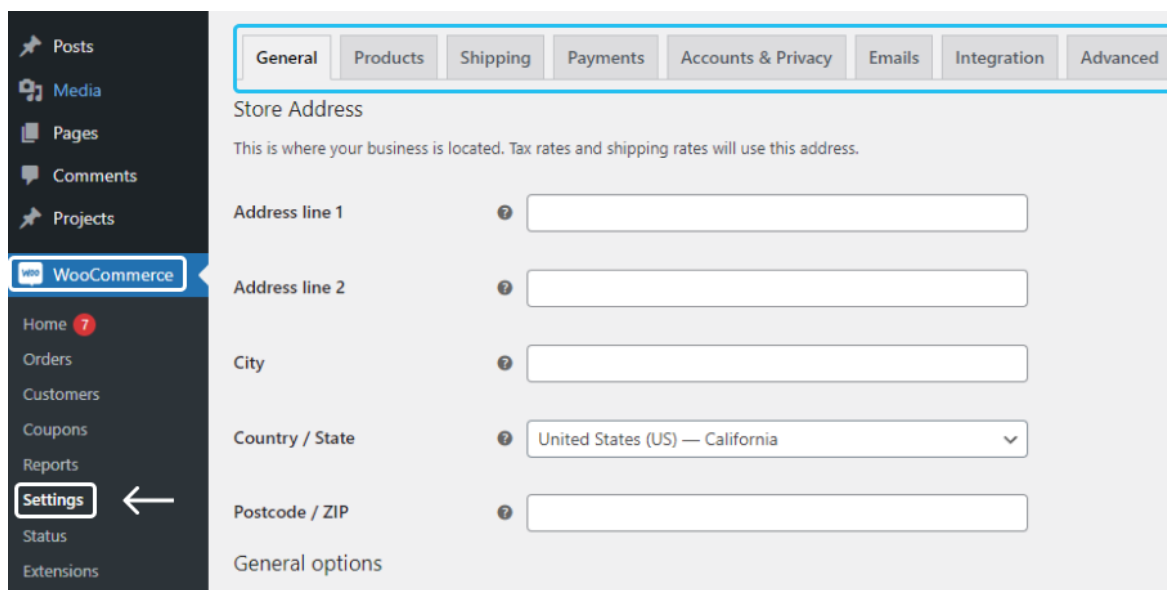 Posts
Media
Pages
Comments
Projects
woo WooCommerce
Home 7
Orders
Customers
Coupons
Reports
Settings
Status
Extensions
General Products Shipping Payments Accounts & Privacy Emails Integration Advanced
Store Address
This is where your business is located. Tax rates and shipping rates will use this address.
Address line 1 ?
Address line 2 ?
City ?
Country / State ? United States (US) — California
Postcode / ZIP ?
General options